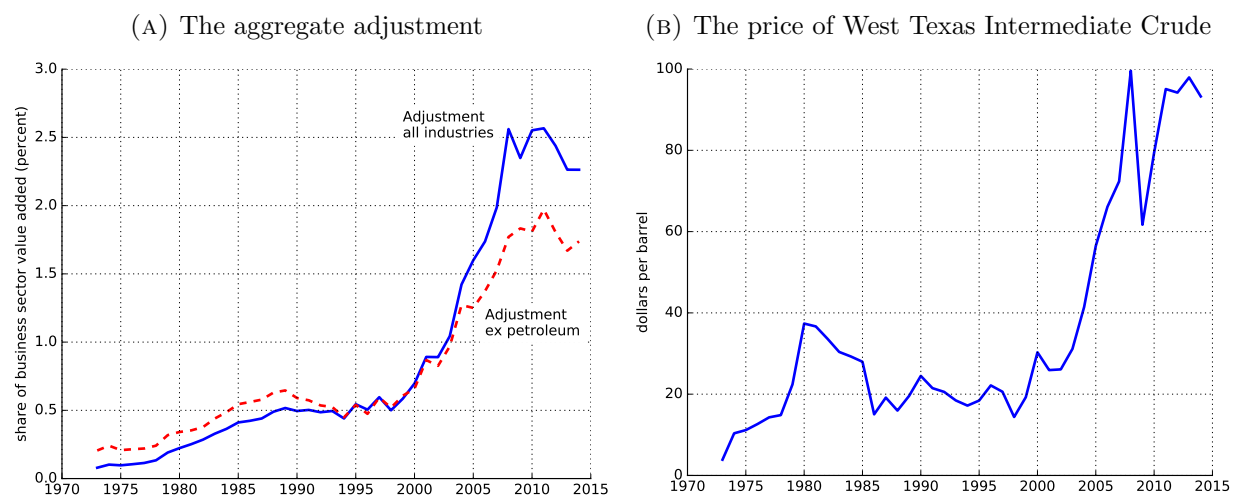 (A) The aggregate adjustment
share of business sector value added (percent)
3.0
2.5
2.0
1.5
1.0
0.5
0.0
Adjustment
all industries
Adjustment
ex petroleum
1970 1975 1980 1985 1990 1995 2000 2005 2010 2015
(B) The price of West Texas Intermediate Crude
dollars per barrel
100
80
60
40
20
0
1970 1975 1980 1985 1990 1995 2000 2005 2010 2015